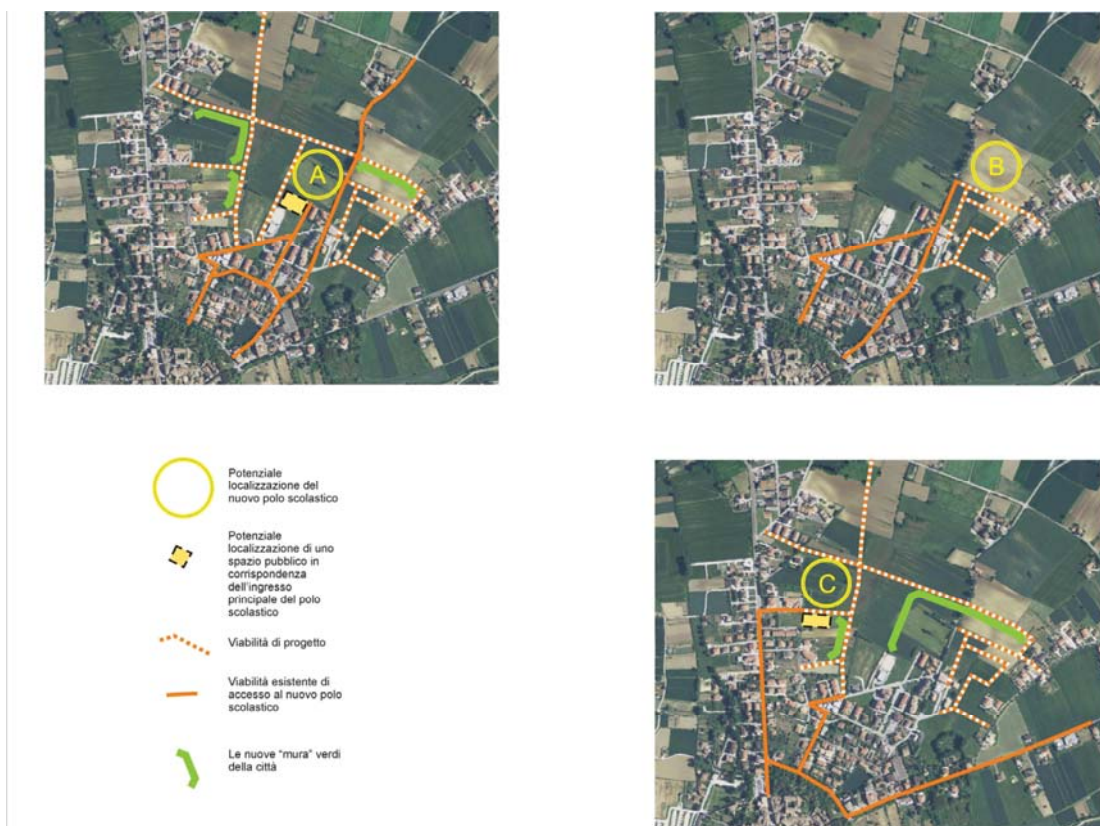 A
B
Potenziale
localizzazione del
nuovo polo scolastico
Potenziale
localizzazione di uno
spazio pubblico in
corrispondenza
dell'ingresso
principale del polo
scolastico
Viabilità di progetto
Viabilità esistente di
accesso al nuovo polo
scolastico
Le nuove "mura" verdi
della città
C